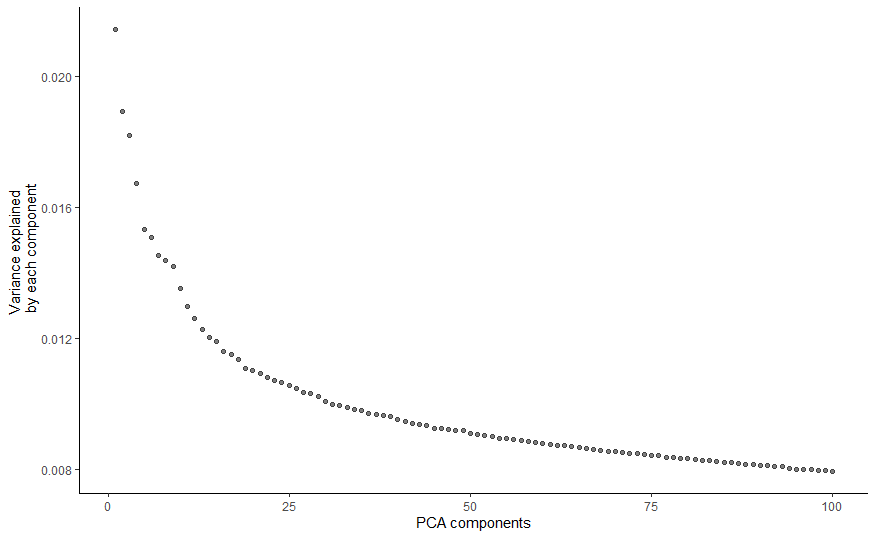 0.020
0.016
0.012
0.008
Variance explained
by each component
0 25 50 75 100
PCA components